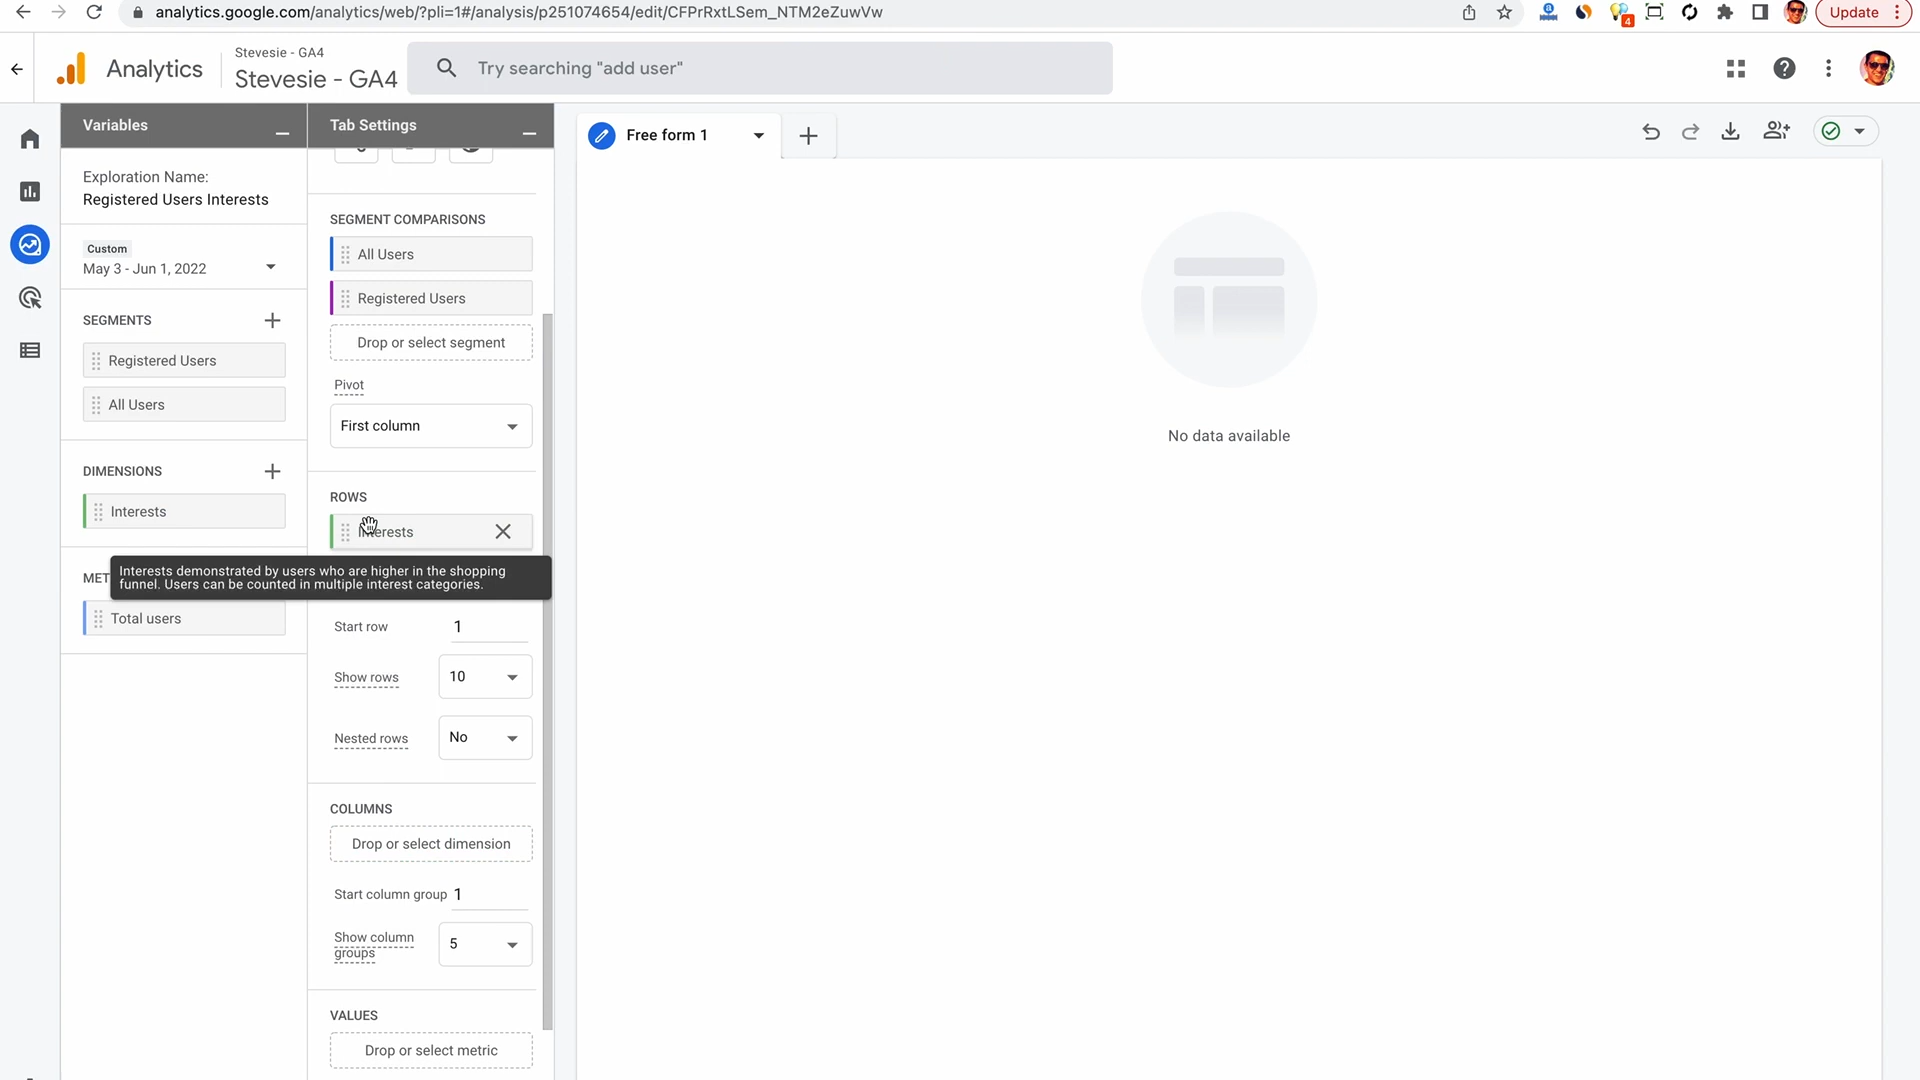 analytics.google.com/analytics/web/?pli=1#/analysis/p251074654/edit/CFPrRxtLSem_NTM2eZuwVw
4
Update
Analytics
Stevesie - GA4
Stevesie - GA4
Try searching "add user"
Variables
Exploration Name:
Registered Users Interests
Custom
May 3 - Jun 1, 2022
SEGMENTS
Registered Users
All Users
DIMENSIONS
Interests
MET
Total users
Tab Settings
SEGMENT COMPARISONS
All Users
Registered Users
Drop or select segment
Pivot
First column
ROWS
Interests
Interests demonstrated by users who are higher in the shopping
funnel. Users can be counted in multiple interest categories.
Start row 1
Show rows 10
Nested rows No
COLUMNS
Drop or select dimension
Start column group 1
Show column
groups
5
VALUES
Drop or select metric
Free form 1
No data available